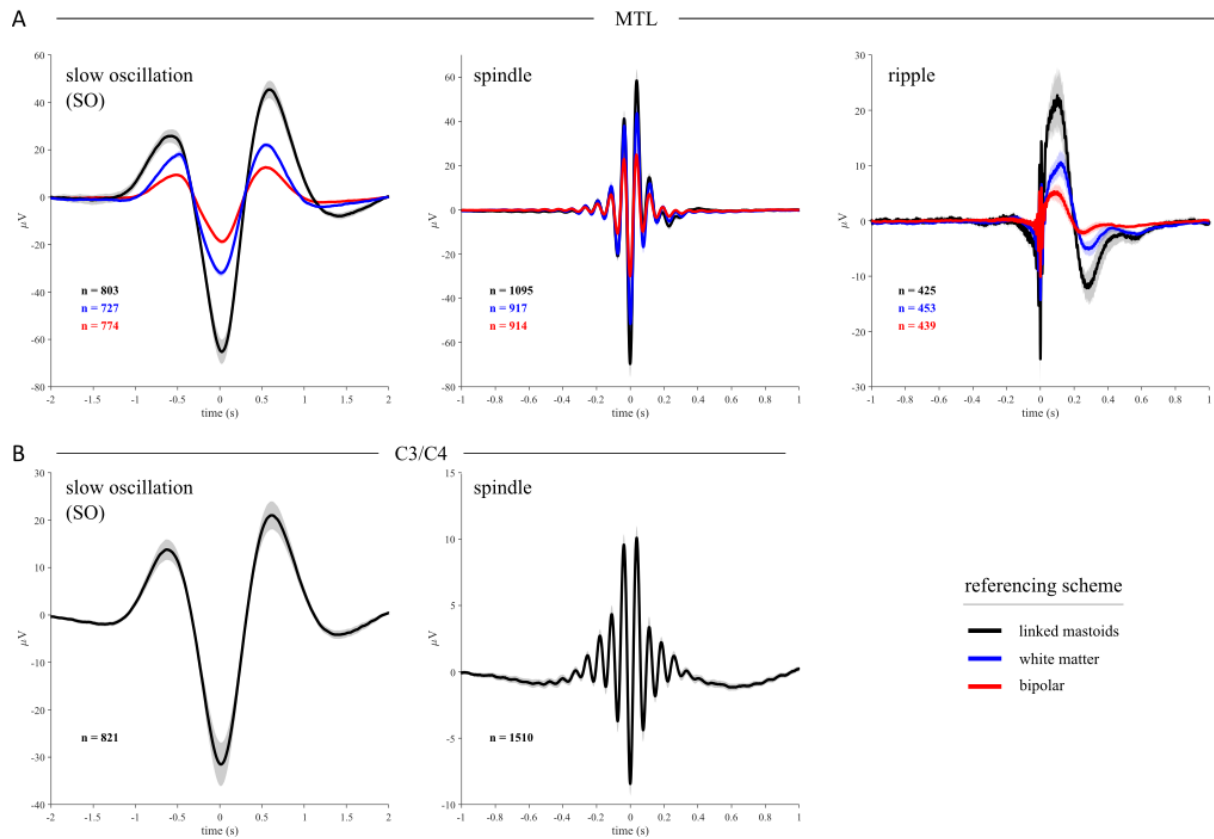 A
MTL
slow oscillation
(SO)
60
40
20
0
-20
-40
-60
-80
μV
n = 803
n = 727
n = 774
-2 -1.5 -1 -0.5 0 0.5 1 1.5 2
time (s)
spindle
60
40
20
0
-20
-40
-60
-80
μV
n = 1095
n = 917
n = 914
-1 -0.8 -0.6 -0.4 -0.2 0 0.2 0.4 0.6 0.8 1
time (s)
ripple
30
20
10
0
-10
-20
-30
μV
n = 425
n = 453
n = 439
-1 -0.8 -0.6 -0.4 -0.2 0 0.2 0.4 0.6 0.8 1
time (s)
B
C3/C4
slow oscillation
(SO)
30
20
10
0
-10
-20
-30
-40
μV
n = 821
-2 -1.5 -1 -0.5 0 0.5 1 1.5 2
time (s)
spindle
15
10
5
0
-5
-10
μV
n = 1510
-1 -0.8 -0.6 -0.4 -0.2 0 0.2 0.4 0.6 0.8 1
time (s)
referencing scheme
linked mastoids
white matter
bipolar